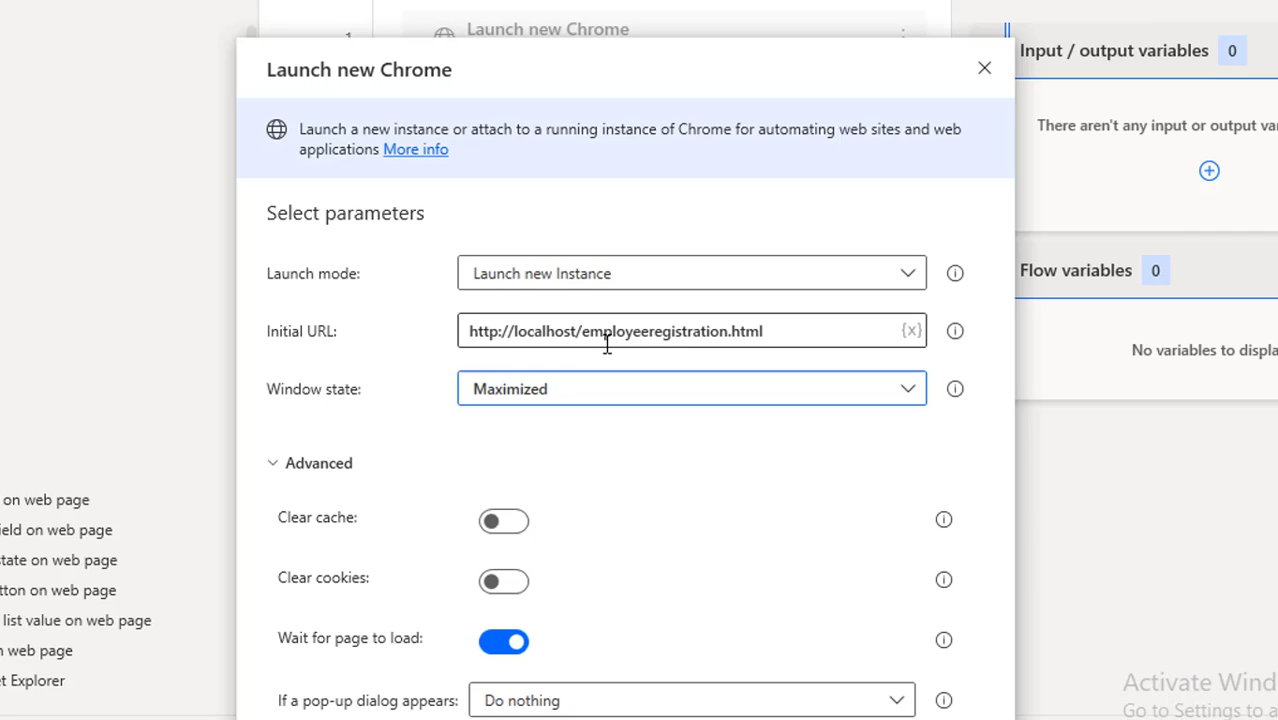 Launch new Chrome
1
Launch new Chrome
Launch a new instance or attach to a running instance of Chrome for automating web sites and web
applications More info
Select parameters
Launch mode:
Launch new Instance
Initial URL:
http://localhost/employeeregistration.html
{x}
Window state:
Maximized
Advanced
Clear cache:
Clear cookies:
Wait for page to load:
If a pop-up dialog appears:
Do nothing
Input / output variables 0
There aren't any input or output va
Flow variables 0
No variables to displa
on web page
ield on web page
state on web page
tton on web page
list value on web page
n web page
et Explorer
Activate Wind
Go to Settings to a